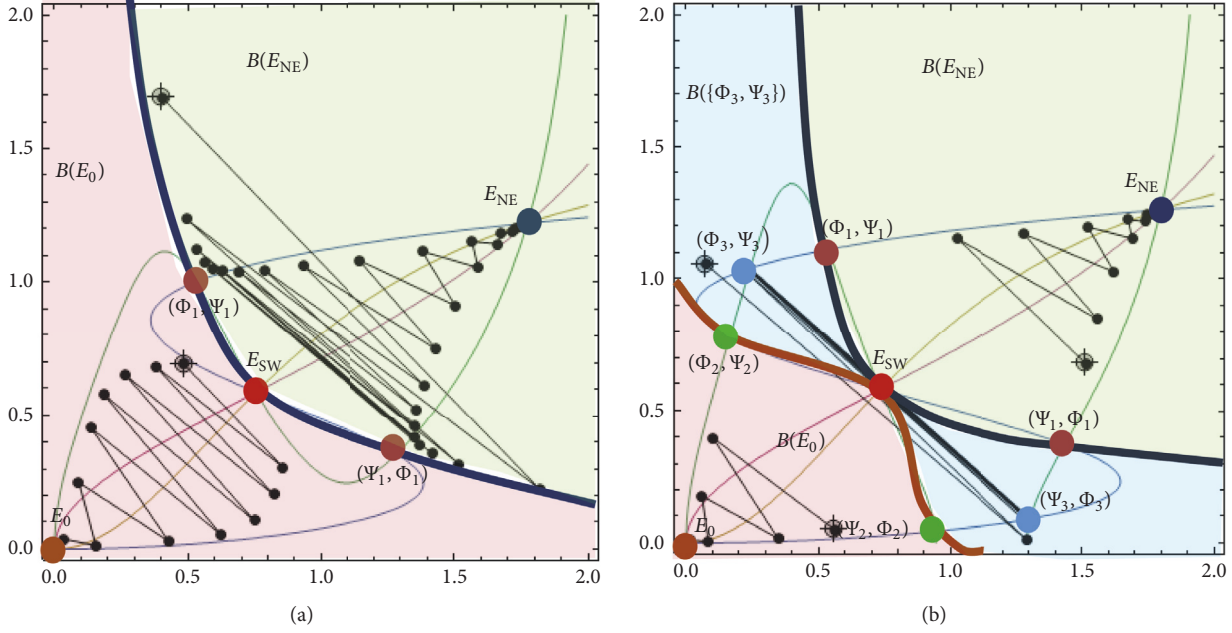 2.0
B(E_NE)
1.5
B(E_0)
E_NE
1.0
(Φ_1, Ψ_1)
E_SW
0.5
(Ψ_1, Φ_1)
E_0
0.0
0.0 0.5 1.0 1.5 2.0
(a)
2.0
B(E_NE)
B({Φ_3, Ψ_3})
1.5
E_NE
(Φ_3, Ψ_3)
(Φ_1, Ψ_1)
1.0
(Φ_2, Ψ_2)
E_SW
0.5
(Ψ_1, Φ_1)
B(E_0)
(Ψ_3, Φ_3)
E_0
(Ψ_2, Φ_2)
0.0
0.0 0.5 1.0 1.5 2.0
(b)